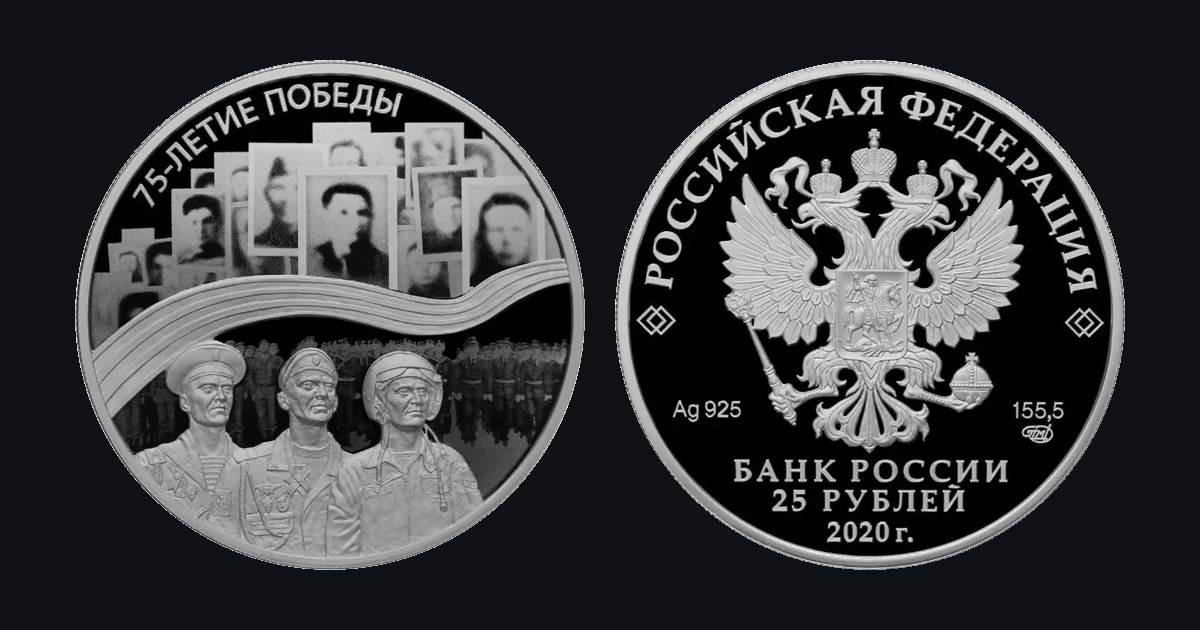 75-ЛЕТИЕ ПОБЕДЫ
РОССИЙСКАЯ ФЕДЕРАЦИЯ
Ag 925
155,5
БАНК РОССИИ
25 РУБЛЕЙ
2020 г.